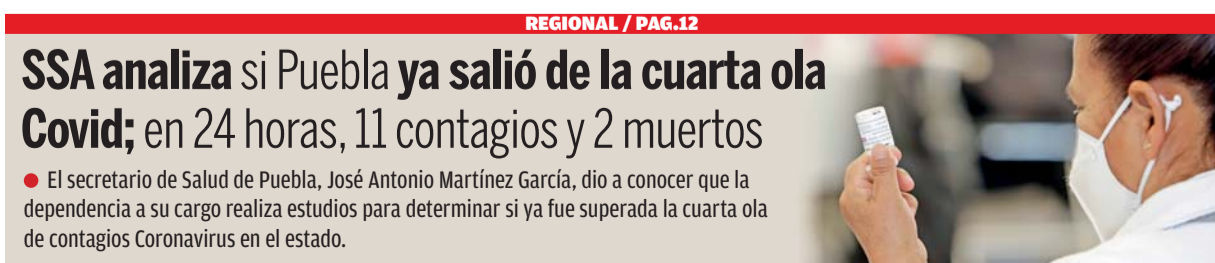 REGIONAL / PAG.12
SSA analiza si Puebla ya salió de la cuarta ola
Covid; en 24 horas, 11 contagios y 2 muertos
● El secretario de Salud de Puebla, José Antonio Martínez García, dio a conocer que la
dependencia a su cargo realiza estudios para determinar si ya fue superada la cuarta ola
de contagios Coronavirus en el estado.